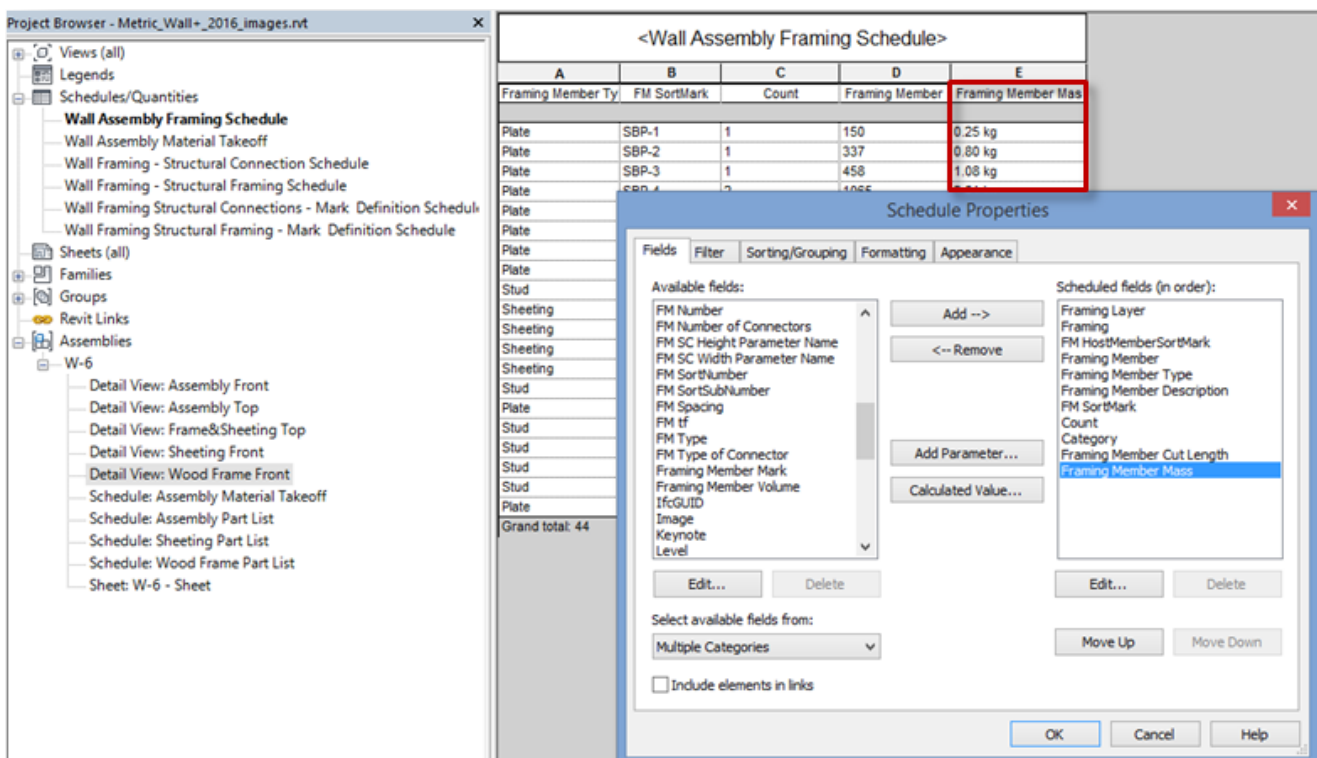 Project Browser - Metric_Wall+_2016_images.rvt
Views (all)
Legends
Schedules/Quantities
Wall Assembly Framing Schedule
Wall Assembly Material Takeoff
Wall Framing - Structural Connection Schedule
Wall Framing - Structural Framing Schedule
Wall Framing Structural Connections - Mark Definition Schedul
Wall Framing Structural Framing - Mark Definition Schedule
Sheets (all)
Families
Groups
Revit Links
Assemblies
W-6
Detail View: Assembly Front
Detail View: Assembly Top
Detail View: Frame&Sheeting Top
Detail View: Sheeting Front
Detail View: Wood Frame Front
Schedule: Assembly Material Takeoff
Schedule: Assembly Part List
Schedule: Sheeting Part List
Schedule: Wood Frame Part List
Sheet: W-6 - Sheet
<Wall Assembly Framing Schedule>
A B C D E
Framing Member Ty FM SortMark Count Framing Member Framing Member Mas
Plate SBP-1 1 150 0.25 kg
Plate SBP-2 1 337 0.80 kg
Plate SBP-3 1 458 1.08 kg
Plate
Plate
Plate
Plate
Plate
Stud
Sheeting
Sheeting
Sheeting
Sheeting
Stud
Plate
Stud
Stud
Stud
Stud
Plate
Grand total: 44
Schedule Properties
Fields Filter Sorting/Grouping Formatting Appearance
Available fields:
FM Number
FM Number of Connectors
FM SC Height Parameter Name
FM SC Width Parameter Name
FM SortNumber
FM SortSubNumber
FM Spacing
FM tf
FM Type
FM Type of Connector
Framing Member Mark
Framing Member Volume
IfcGUID
Image
Keynote
Level
Add -->
<-- Remove
Add Parameter...
Calculated Value...
Scheduled fields (in order):
Framing Layer
Framing
FM HostMemberSortMark
Framing Member
Framing Member Type
Framing Member Description
FM SortMark
Count
Category
Framing Member Cut Length
Framing Member Mass
Edit... Delete
Edit... Delete
Select available fields from:
Multiple Categories
Move Up Move Down
Include elements in links
OK Cancel Help